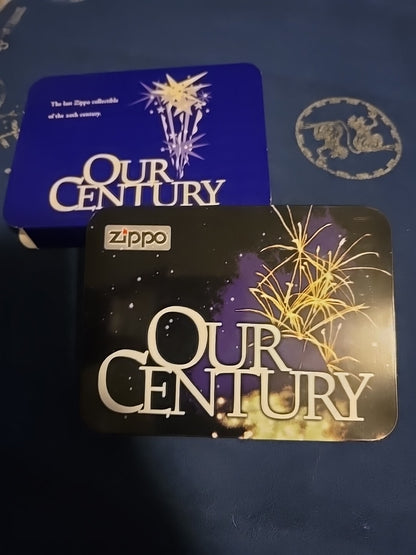 The last Zippo collectible
of the 20th century.
OUR
CENTURY
Zippo
OUR
CENTURY